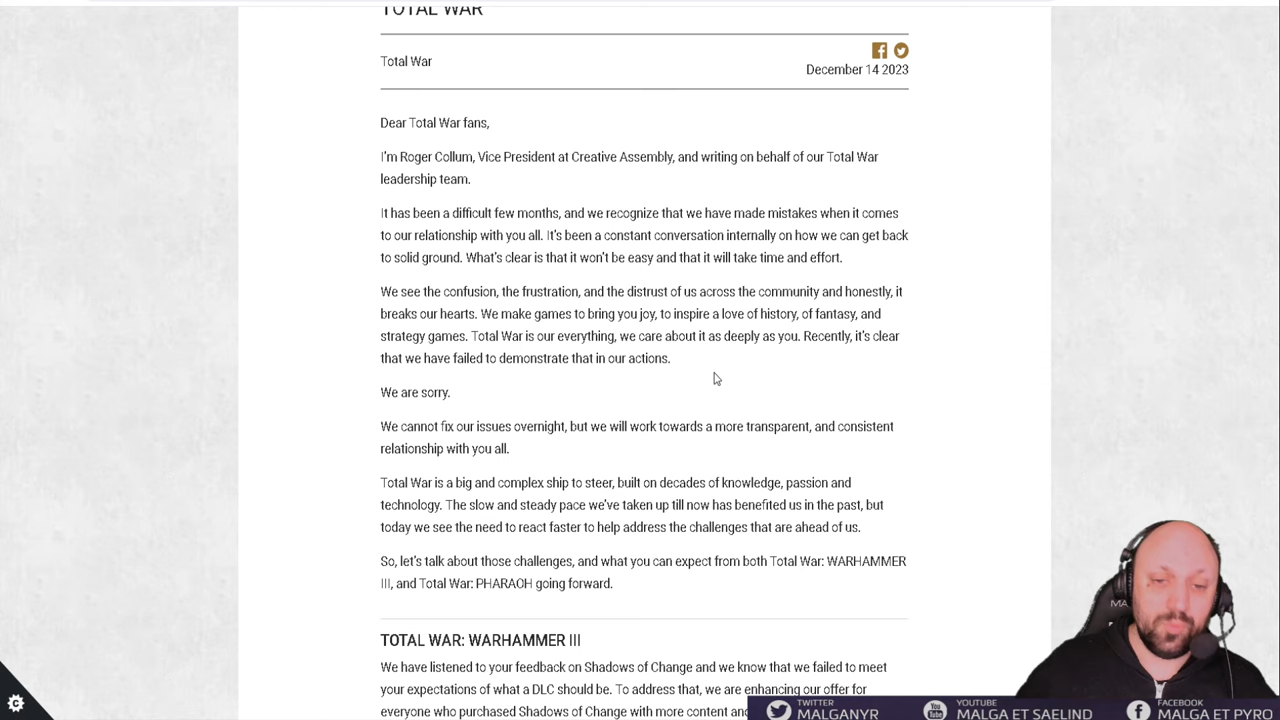 TOTAL WAR
Total War
December 14 2023
Dear Total War fans,
I'm Roger Collum, Vice President at Creative Assembly, and writing on behalf of our Total War
leadership team.
It has been a difficult few months, and we recognize that we have made mistakes when it comes
to our relationship with you all. It's been a constant conversation internally on how we can get back
to solid ground. What's clear is that it won't be easy and that it will take time and effort.
We see the confusion, the frustration, and the distrust of us across the community and honestly, it
breaks our hearts. We make games to bring you joy, to inspire a love of history, of fantasy, and
strategy games. Total War is our everything, we care about it as deeply as you. Recently, it's clear
that we have failed to demonstrate that in our actions.
We are sorry.
We cannot fix our issues overnight, but we will work towards a more transparent, and consistent
relationship with you all.
Total War is a big and complex ship to steer, built on decades of knowledge, passion and
technology. The slow and steady pace we've taken up till now has benefited us in the past, but
today we see the need to react faster to help address the challenges that are ahead of us.
So, let's talk about those challenges, and what you can expect from both Total War: WARHAMMER
III, and Total War: PHARAOH going forward.
TOTAL WAR: WARHAMMER III
We have listened to your feedback on Shadows of Change and we know that we failed to meet
your expectations of what a DLC should be. To address that, we are enhancing our offer for
everyone who purchased Shadows of Change with more content and
MA
TWITTER
MALGANYR
YOUTUBE
MALGA ET SAELIND
FACEBOOK
MALGA ET PYRO